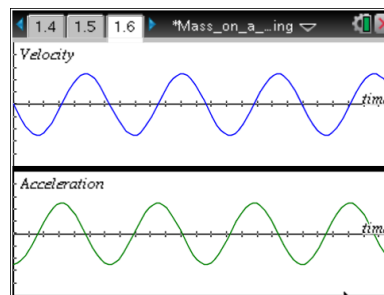 1.4 1.5 1.6 *Mass_on_a_…ing
Velocity
time
Acceleration
time